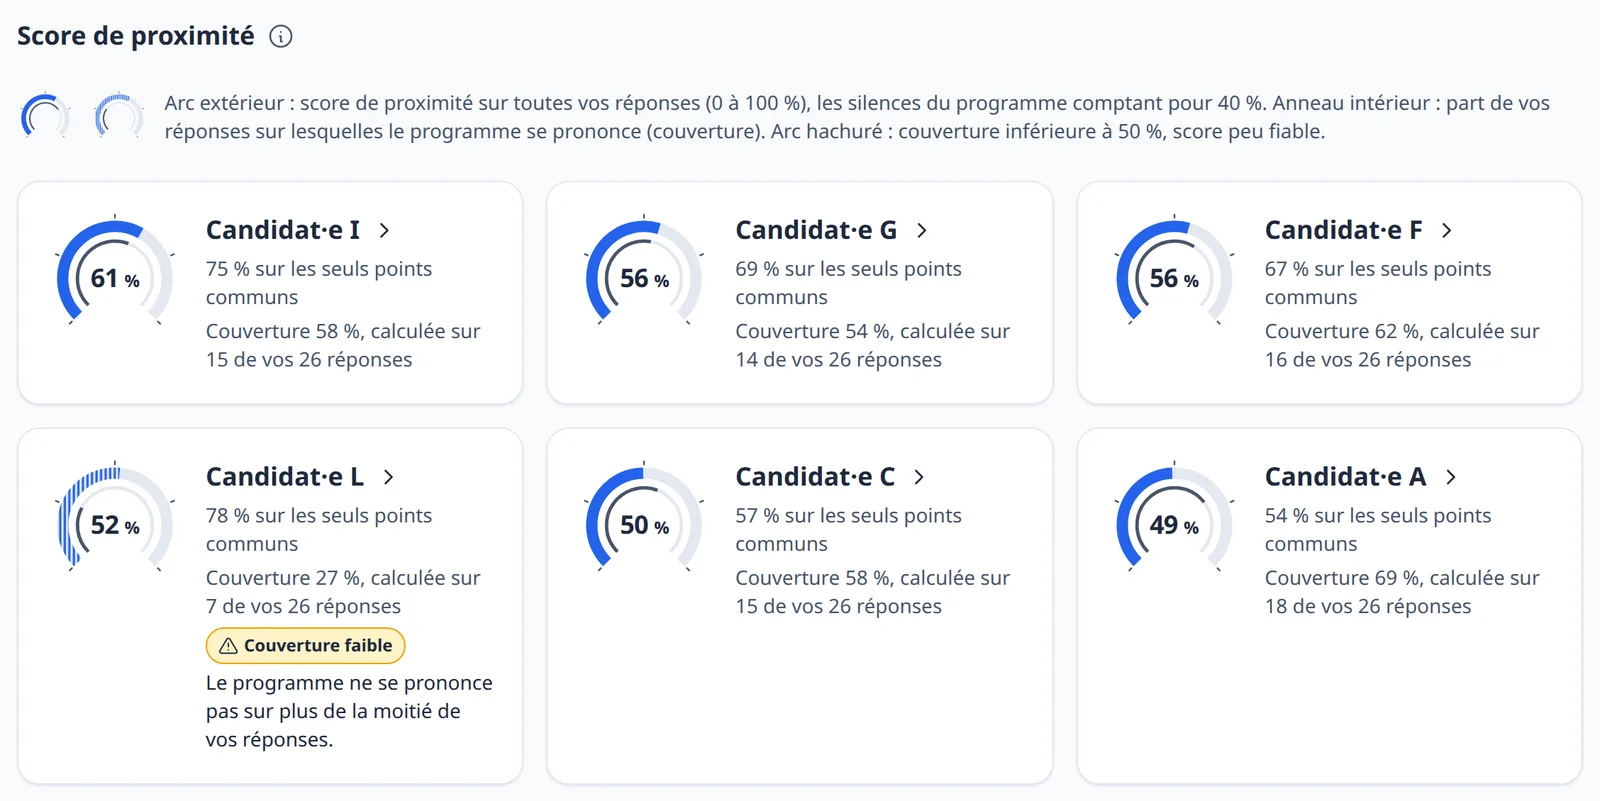 Score de proximité
Arc extérieur : score de proximité sur toutes vos réponses (0 à 100 %), les silences du programme comptant pour 40 %. Anneau intérieur : part de vos
réponses sur lesquelles le programme se prononce (couverture). Arc hachuré : couverture inférieure à 50 %, score peu fiable.
61 %
Candidat·e I
75 % sur les seuls points
communs
Couverture 58 %, calculée sur
15 de vos 26 réponses
56 %
Candidat·e G
69 % sur les seuls points
communs
Couverture 54 %, calculée sur
14 de vos 26 réponses
56 %
Candidat·e F
67 % sur les seuls points
communs
Couverture 62 %, calculée sur
16 de vos 26 réponses
52 %
Candidat·e L
78 % sur les seuls points
communs
Couverture 27 %, calculée sur
7 de vos 26 réponses
Couverture faible
Le programme ne se prononce
pas sur plus de la moitié de
vos réponses.
50 %
Candidat·e C
57 % sur les seuls points
communs
Couverture 58 %, calculée sur
15 de vos 26 réponses
49 %
Candidat·e A
54 % sur les seuls points
communs
Couverture 69 %, calculée sur
18 de vos 26 réponses